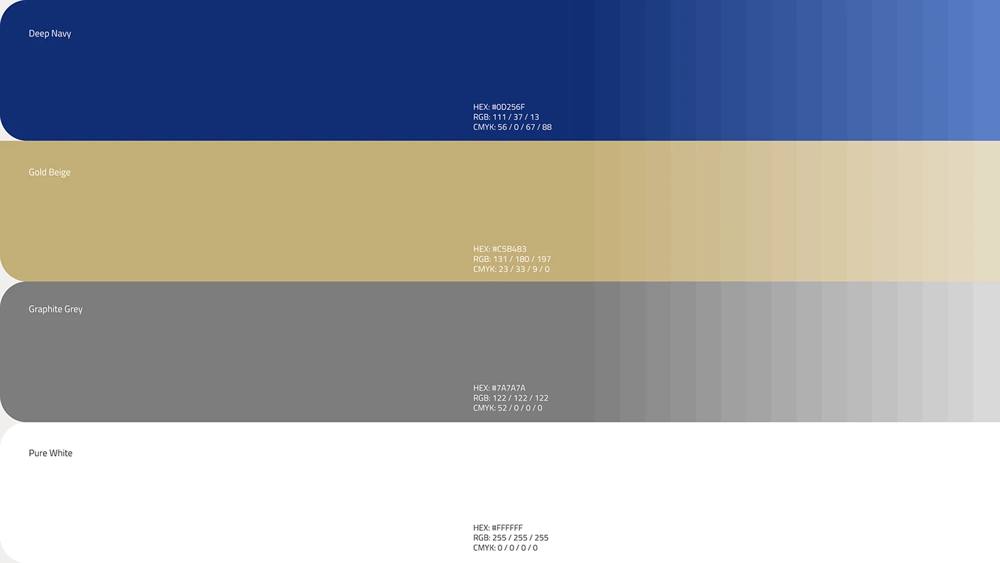 Deep Navy
HEX: #0D256F
RGB: 111 / 37 / 13
CMYK: 56 / 0 / 67 / 88
Gold Beige
HEX: #C5B483
RGB: 131 / 180 / 197
CMYK: 23 / 33 / 9 / 0
Graphite Grey
HEX: #7A7A7A
RGB: 122 / 122 / 122
CMYK: 52 / 0 / 0 / 0
Pure White
HEX: #FFFFFF
RGB: 255 / 255 / 255
CMYK: 0 / 0 / 0 / 0